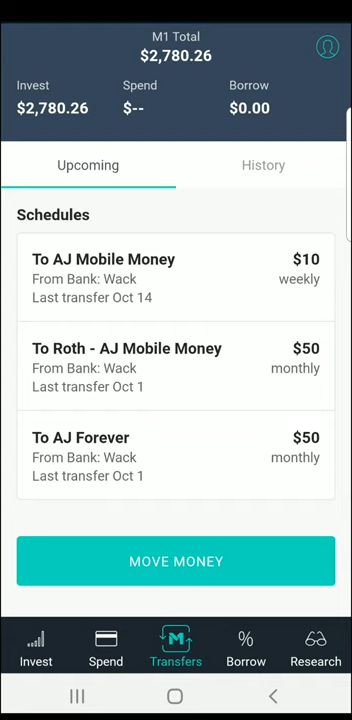 M1 Total
$2,780.26
Invest Spend Borrow
$2,780.26 $-- $0.00
Upcoming History
Schedules
To AJ Mobile Money $10
From Bank: Wack weekly
Last transfer Oct 14
To Roth - AJ Mobile Money $50
From Bank: Wack monthly
Last transfer Oct 1
To AJ Forever $50
From Bank: Wack monthly
Last transfer Oct 1
MOVE MONEY
M %
Invest Spend Transfers Borrow Research